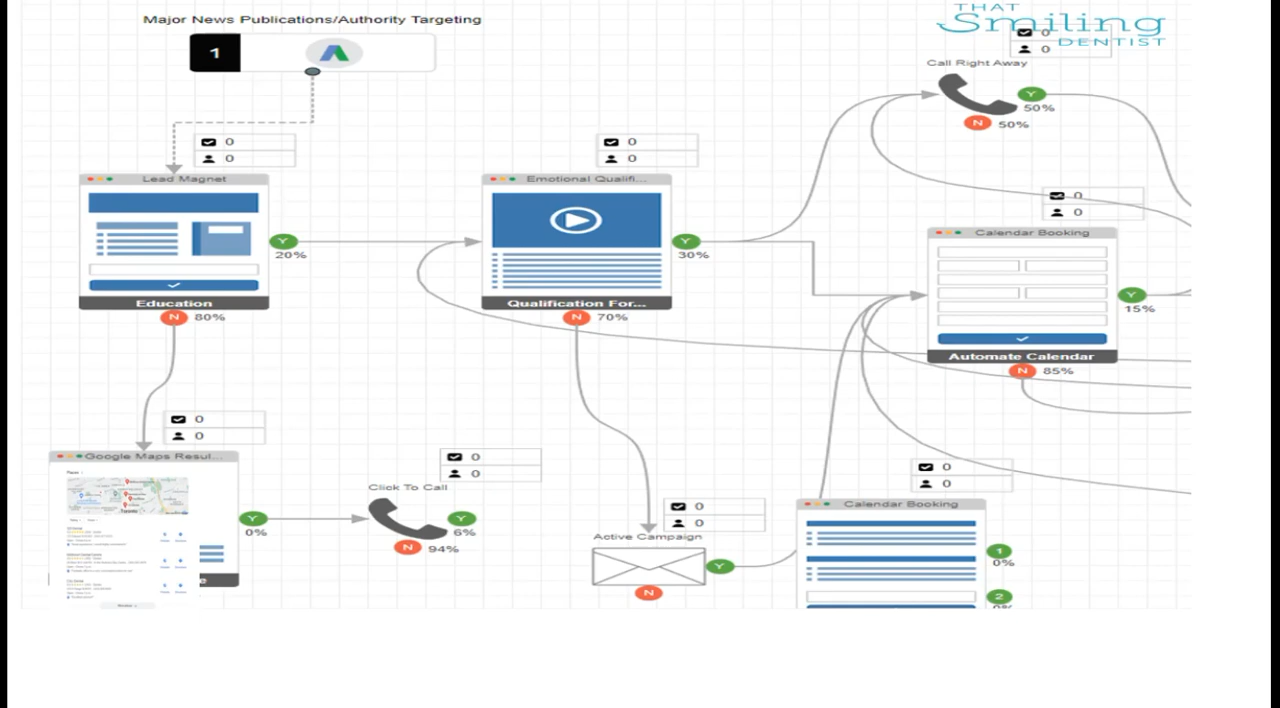 Major News Publications/Authority Targeting
THAT
Smiling
DENTIST
1
0
0
Call Right Away
Y
50%
N
50%
0
0
0
0
0
0
Lead Magnet
Emotional Qualifi...
Calendar Booking
Y
20%
Y
30%
Y
15%
Education
Qualification For...
Automate Calendar
N
80%
N
70%
N
85%
0
0
Google Maps Resul...
0
0
0
0
Click To Call
Calendar Booking
0
0
Y
0%
Y
6%
N
94%
Active Campaign
Y
N
1
0%
2
0%